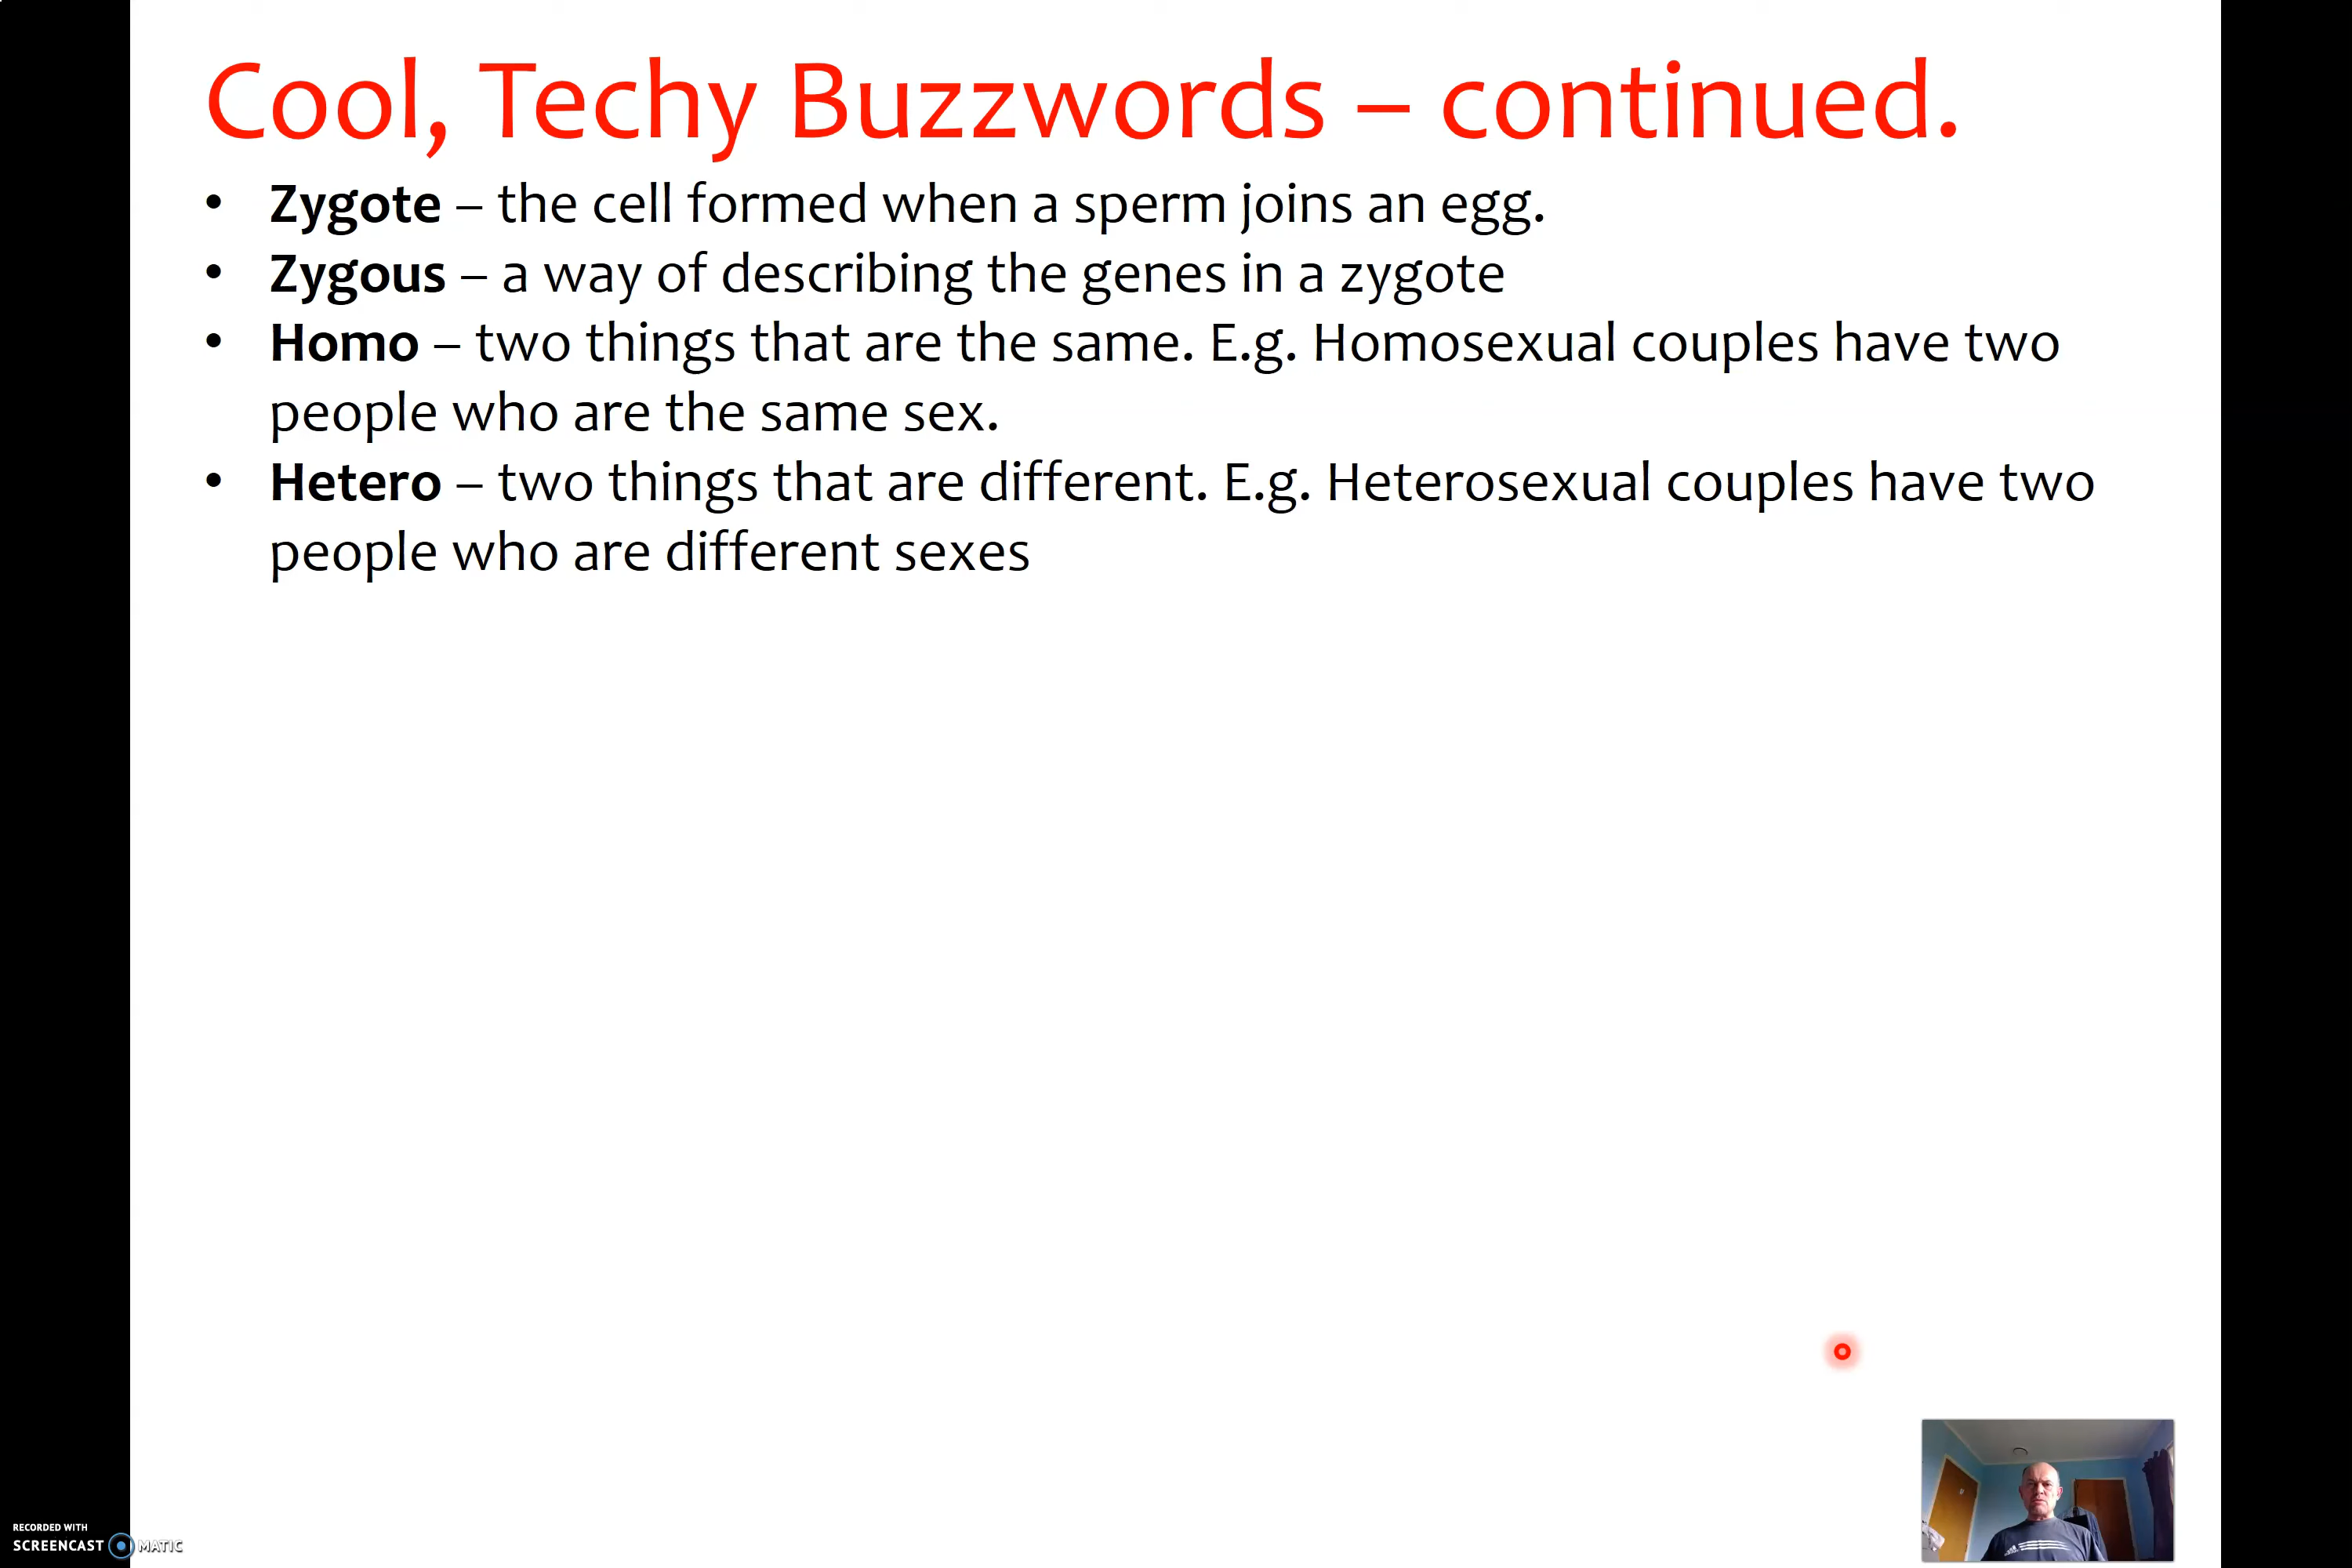 Cool, Techy Buzzwords – continued.
• Zygote – the cell formed when a sperm joins an egg.
• Zygous – a way of describing the genes in a zygote
• Homo – two things that are the same. E.g. Homosexual couples have two
people who are the same sex.
• Hetero – two things that are different. E.g. Heterosexual couples have two
people who are different sexes
RECORDED WITH
SCREENCAST MATIC